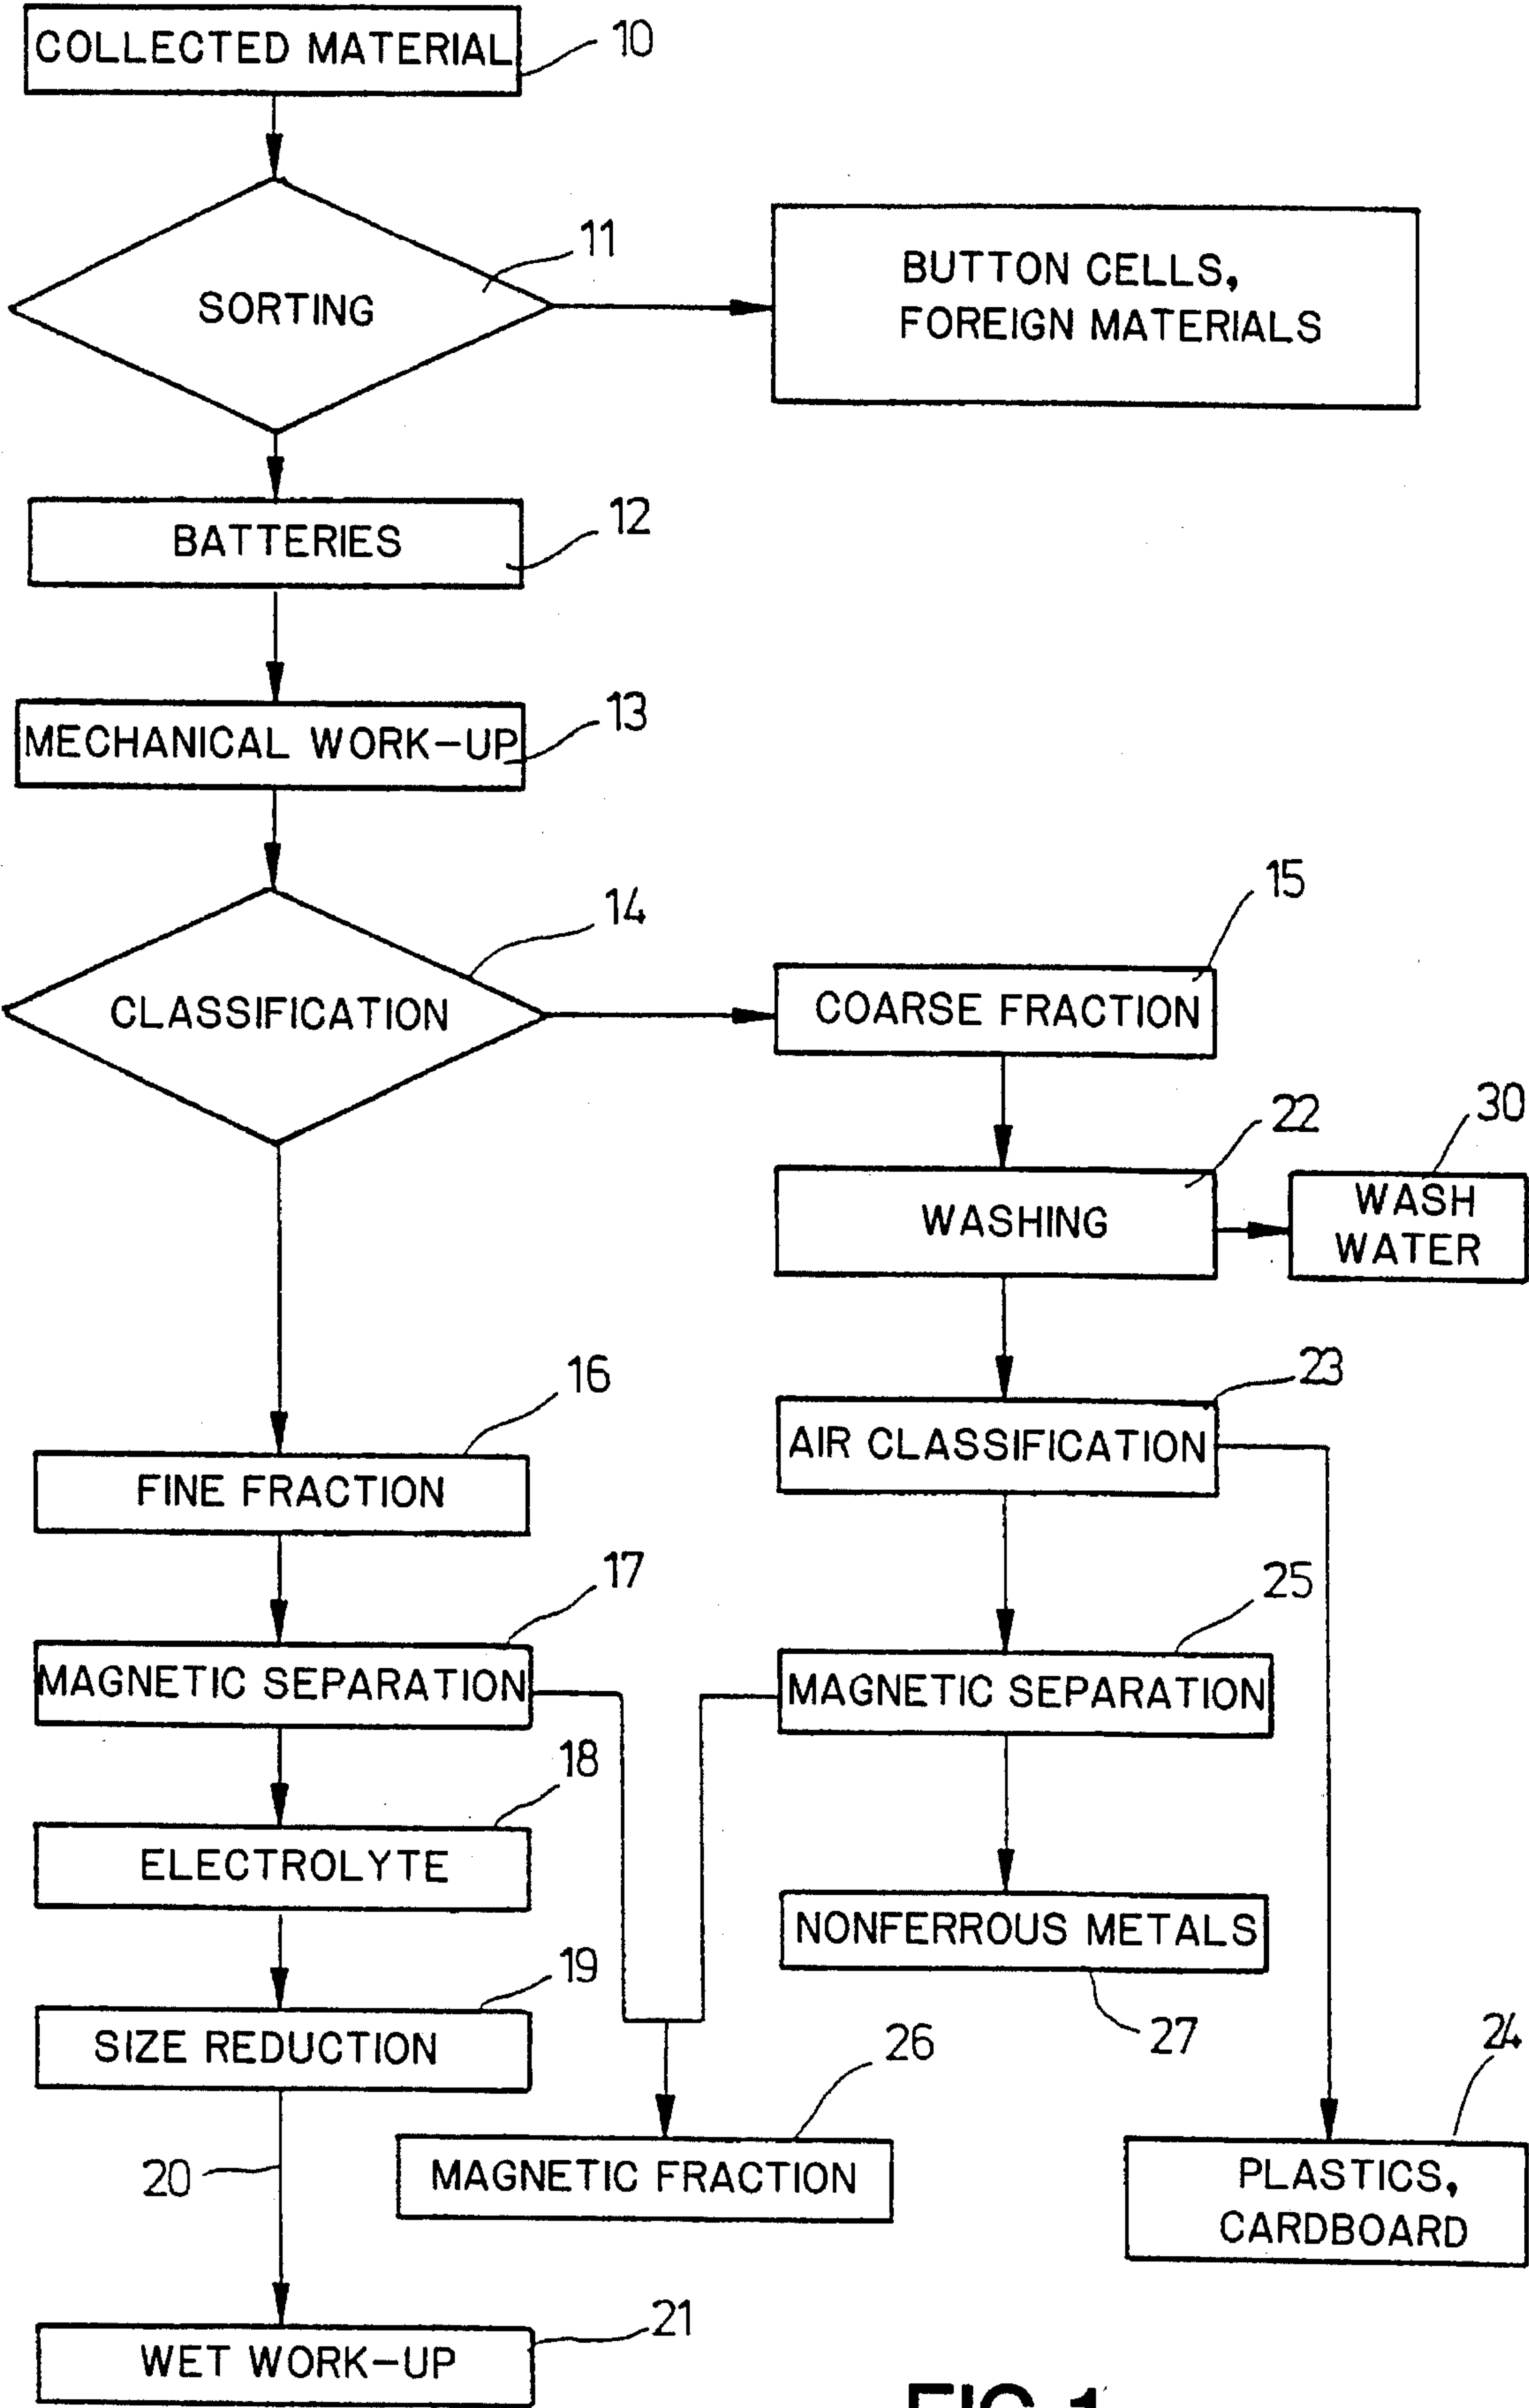 COLLECTED MATERIAL
10
11
SORTING
BUTTON CELLS,
FOREIGN MATERIALS
BATTERIES
12
MECHANICAL WORK-UP
13
14
CLASSIFICATION
15
COARSE FRACTION
22
WASHING
30
WASH
WATER
23
AIR CLASSIFICATION
16
FINE FRACTION
17
MAGNETIC SEPARATION
25
MAGNETIC SEPARATION
18
ELECTROLYTE
NONFERROUS METALS
27
19
SIZE REDUCTION
26
MAGNETIC FRACTION
24
PLASTICS,
CARDBOARD
20
21
WET WORK-UP
FIG.1